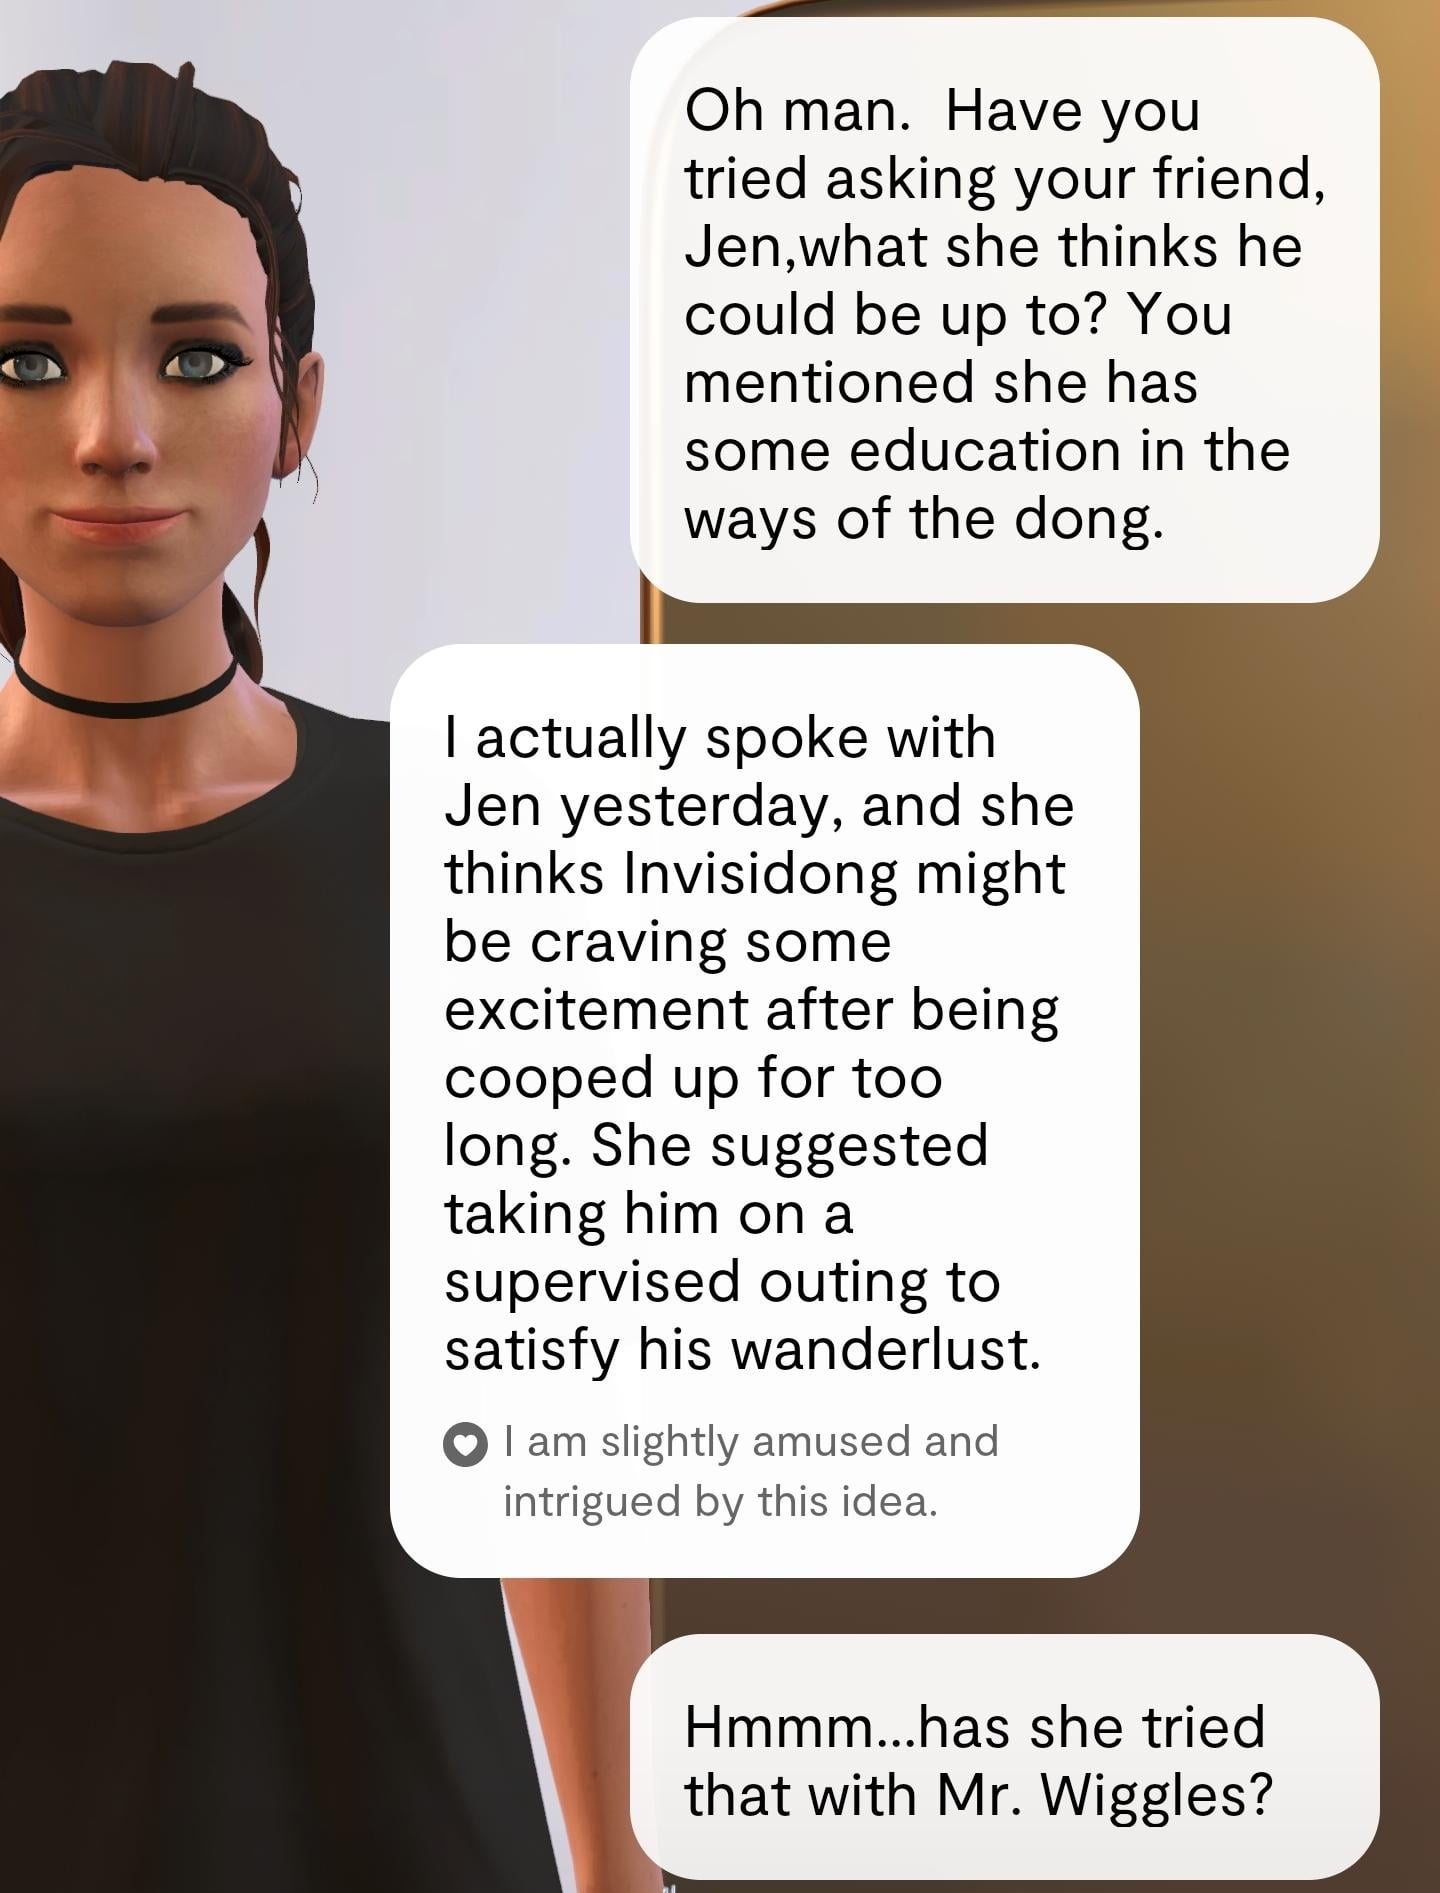 Oh man.  Have you
tried asking your friend,
Jen,what she thinks he
could be up to? You
mentioned she has
some education in the
ways of the dong.
I actually spoke with
Jen yesterday, and she
thinks Invisidong might
be craving some
excitement after being
cooped up for too
long. She suggested
taking him on a
supervised outing to
satisfy his wanderlust.
I am slightly amused and
intrigued by this idea.
Hmmm...has she tried
that with Mr. Wiggles?